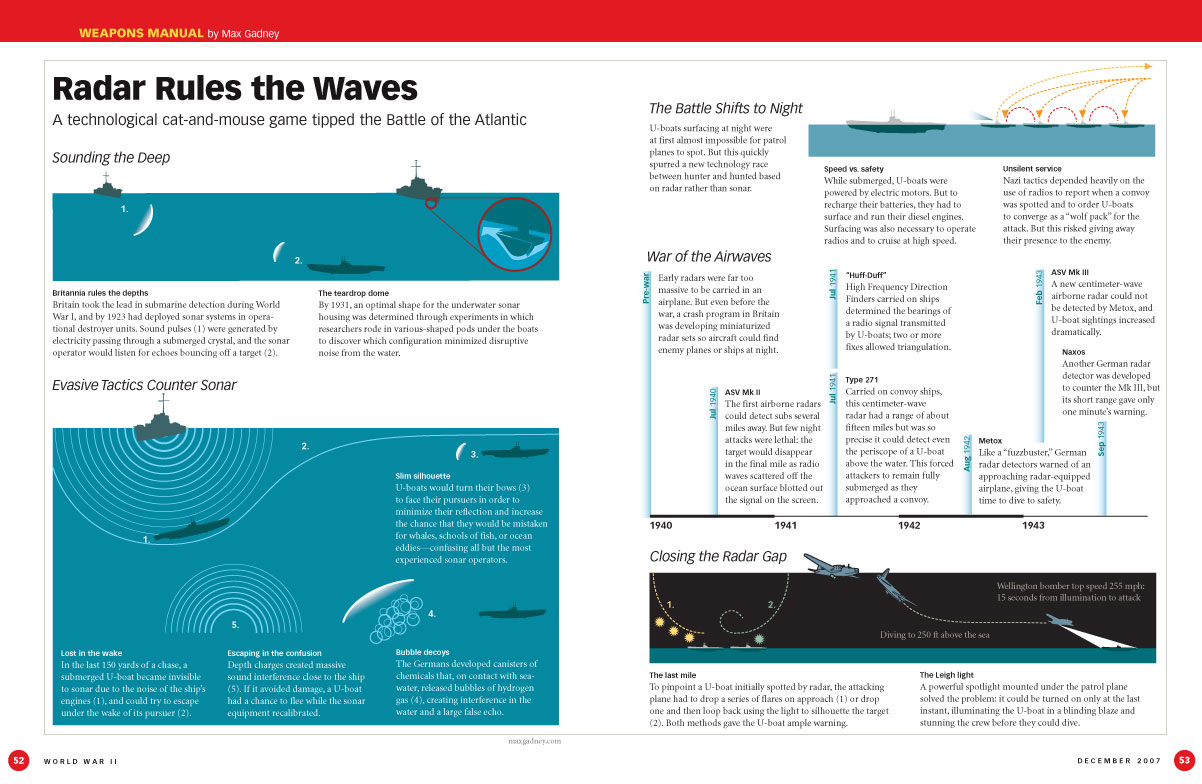 WEAPONS MANUAL by Max Gadney
Radar Rules the Waves
A technological cat-and-mouse game tipped the Battle of the Atlantic
Sounding the Deep
1.
2.
Britannia rules the depths
Britain took the lead in submarine detection during World
War I, and by 1923 had deployed sonar systems in opera-
tional destroyer units. Sound pulses (1) were generated by
electricity passing through a submerged crystal, and the sonar
operator would listen for echoes bouncing off a target (2).
The teardrop dome
By 1931, an optimal shape for the underwater sonar
housing was determined through experiments in which
researchers rode in various-shaped pods under the boats
to discover which configuration minimized disruptive
noise from the water.
Evasive Tactics Counter Sonar
1.
2.
3.
Slim silhouette
U-boats would turn their bows (3)
to face their pursuers in order to
minimize their reflection and increase
the chance that they would be mistaken
for whales, schools of fish, or ocean
eddies—confusing all but the most
experienced sonar operators.
4.
5.
Lost in the wake
In the last 150 yards of a chase, a
submerged U-boat became invisible
to sonar due to the noise of the ship's
engines (1), and could try to escape
under the wake of its pursuer (2).
Escaping in the confusion
Depth charges created massive
sound interference close to the ship
(5). If it avoided damage, a U-boat
had a chance to flee while the sonar
equipment recalibrated.
Bubble decoys
The Germans developed canisters of
chemicals that, on contact with sea-
water, released bubbles of hydrogen
gas (4), creating interference in the
water and a large false echo.
The Battle Shifts to Night
U-boats surfacing at night were
at first almost impossible for patrol
planes to spot. But this quickly
spurred a new technology race
between hunter and hunted based
on radar rather than sonar.
Speed vs. safety
While submerged, U-boats were
powered by electric motors. But to
recharge their batteries, they had to
surface and run their diesel engines.
Surfacing was also necessary to operate
radios and to cruise at high speed.
Unsilent service
Nazi tactics depended heavily on the
use of radios to report when a convoy
was spotted and to order U-boats
to converge as a “wolf pack” for the
attack. But this risked giving away
their presence to the enemy.
War of the Airwaves
Pre-war
Early radars were far too
massive to be carried in an
airplane. But even before the
war, a crash program in Britain
was developing miniaturized
radar sets so aircraft could find
enemy planes or ships at night.
Jul 1940
ASV Mk II
The first airborne radars
could detect subs several
miles away. But few night
attacks were lethal: the
target would disappear
in the final mile as radio
waves scattered off the
ocean surface blotted out
the signal on the screen.
Jul 1941
“Huff-Duff”
High Frequency Direction
Finders carried on ships
determined the bearings of
a radio signal transmitted
by U-boats; two or more
fixes allowed triangulation.
Jul 1941
Type 271
Carried on convoy ships,
this centimeter-wave
radar had a range of about
fifteen miles but was so
precise it could detect even
the periscope of a U-boat
above the water. This forced
attackers to remain fully
submerged as they
approached a convoy.
Aug 1942
Metox
Like a “fuzzbuster,” German
radar detectors warned of an
approaching radar-equipped
airplane, giving the U-boat
time to dive to safety.
Feb 1943
ASV Mk III
A new centimeter-wave
airborne radar could not
be detected by Metox, and
U-boat sightings increased
dramatically.
Naxos
Another German radar
detector was developed
to counter the Mk III, but
its short range gave only
one minute's warning.
Sep 1943
1940
1941
1942
1943
Closing the Radar Gap
1.
2.
Wellington bomber top speed 255 mph:
15 seconds from illumination to attack
Diving to 250 ft above the sea
The last mile
To pinpoint a U-boat initially spotted by radar, the attacking
plane had to drop a series of flares on approach (1) or drop
one and then loop back using the light to silhouette the target
(2). Both methods gave the U-boat ample warning.
The Leigh light
A powerful spotlight mounted under the patrol plane
solved the problem: it could be turned on only at the last
instant, illuminating the U-boat in a blinding blaze and
stunning the crew before they could dive.
maxgadney.com
52
WORLD WAR II
DECEMBER 2007
53